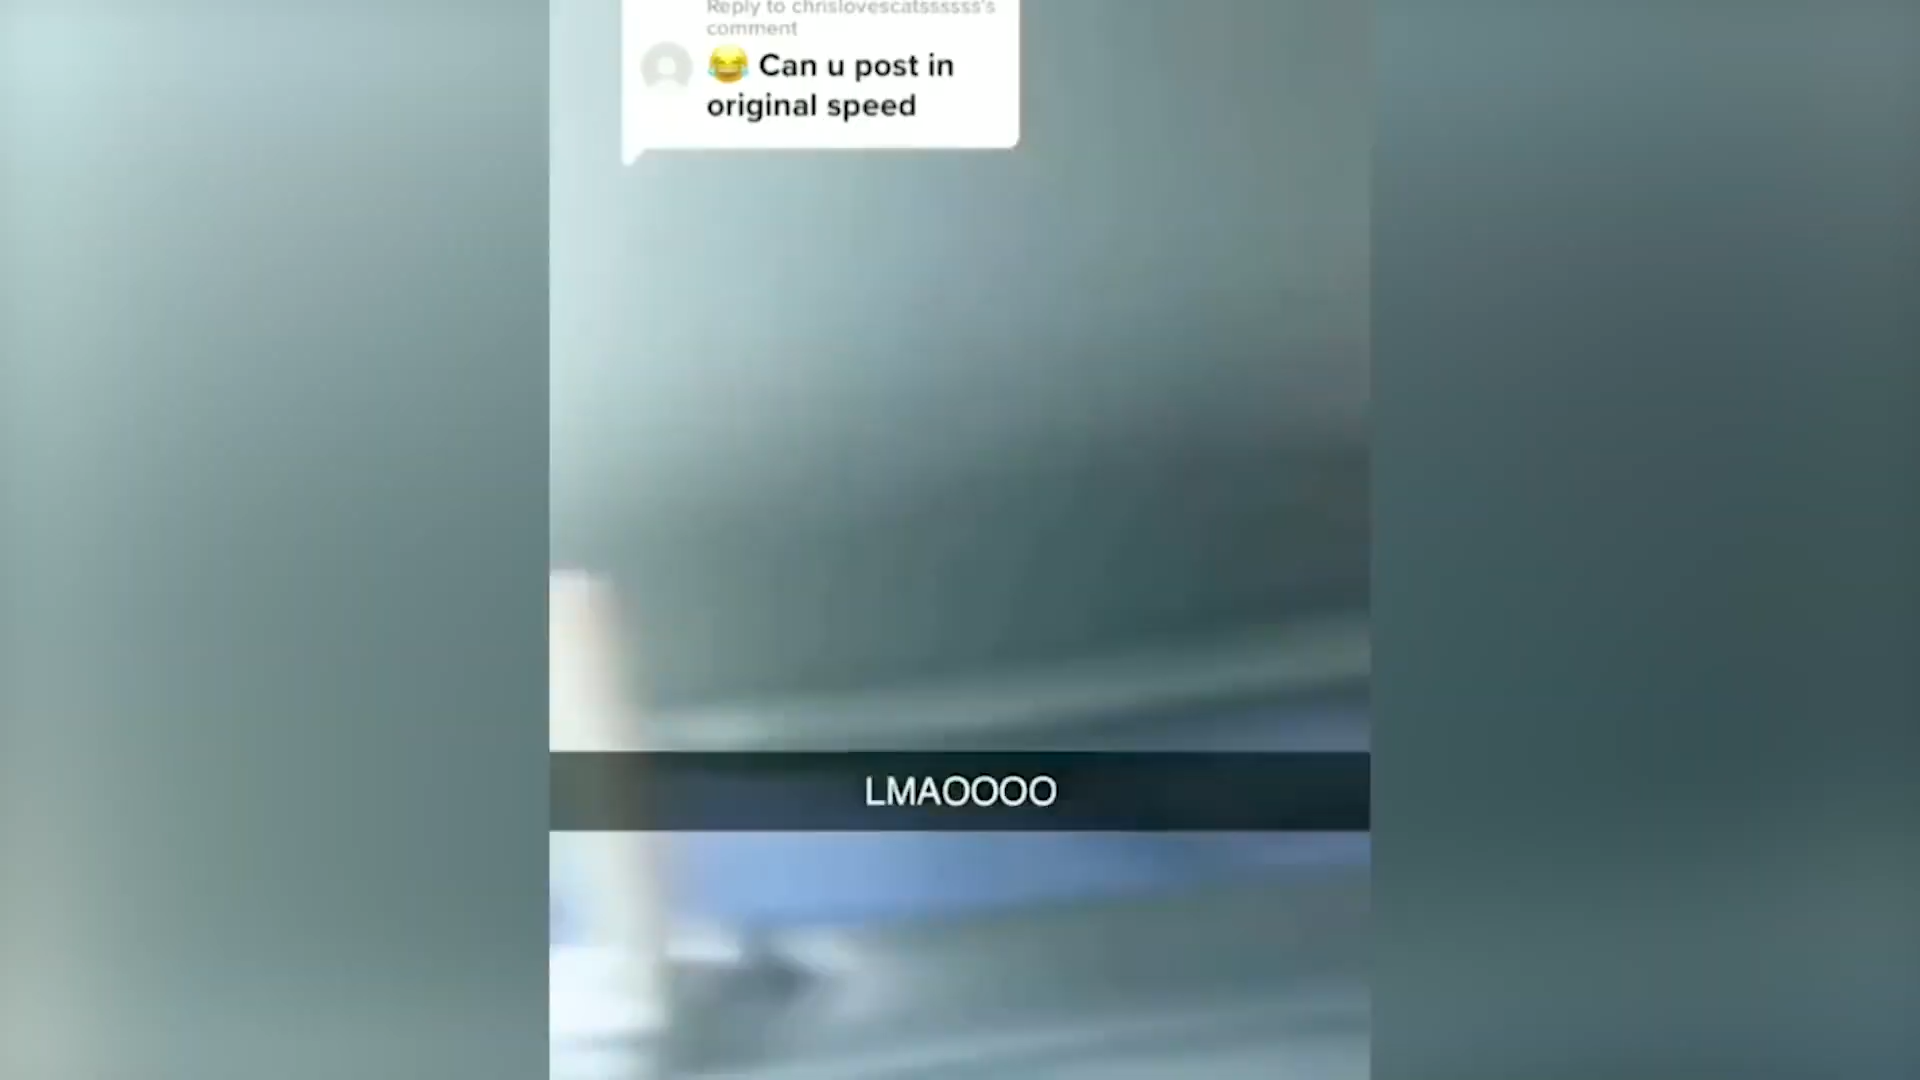 Reply to chrislovescatssssss's
comment
😂 Can u post in
original speed
LMAOOOO